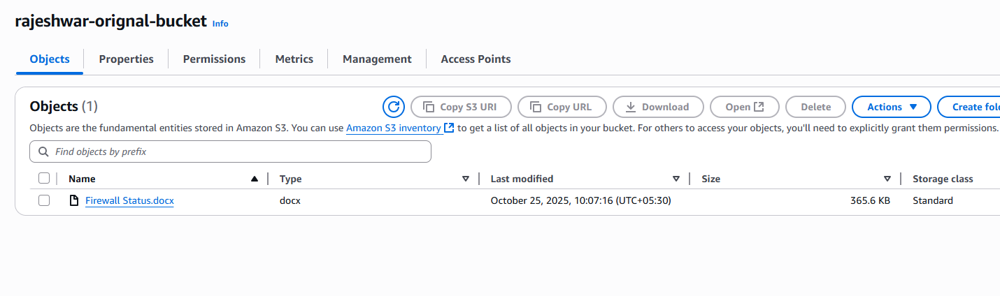 rajeshwar-orignal-bucket Info
Objects Properties Permissions Metrics Management Access Points
Objects (1) Copy S3 URI Copy URL Download Open Delete Actions Create fol
Objects are the fundamental entities stored in Amazon S3. You can use Amazon S3 inventory to get a list of all objects in your bucket. For others to access your objects, you'll need to explicitly grant them permissions.
Find objects by prefix
Name Type Last modified Size Storage class
Firewall Status.docx docx October 25, 2025, 10:07:16 (UTC+05:30) 365.6 KB Standard